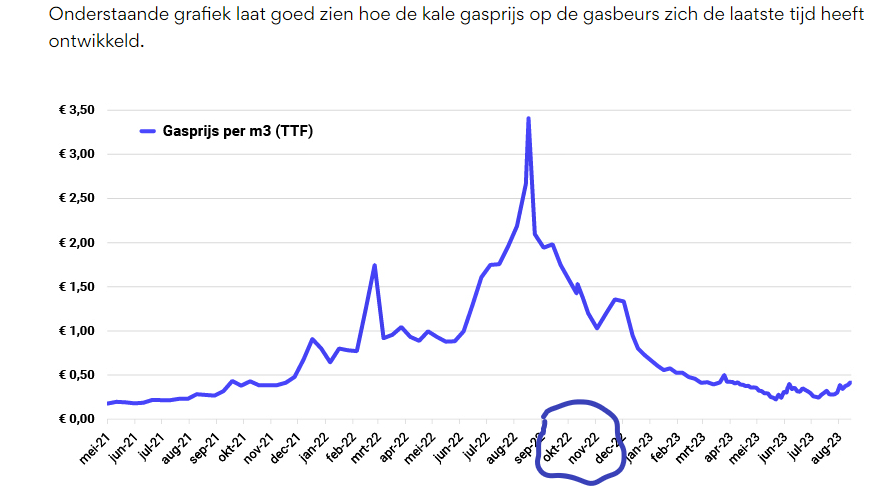 Onderstaande grafiek laat goed zien hoe de kale gasprijs op de gasbeurs zich de laatste tijd heeft
ontwikkeld.
€ 3,50
Gasprijs per m3 (TTF)
€ 3,00
€ 2,50
€ 2,00
€ 1,50
€ 1,00
€ 0,50
€ 0,00
mei-21 jun-21 jul-21 aug-21 sep-21 okt-21 nov-21 dec-21 jan-22 feb-22 mrt-22 apr-22 mei-22 jun-22 jul-22 aug-22 sep-22 okt-22 nov-22 dec-22 jan-23 feb-23 mrt-23 apr-23 mei-23 jun-23 jul-23 aug-23